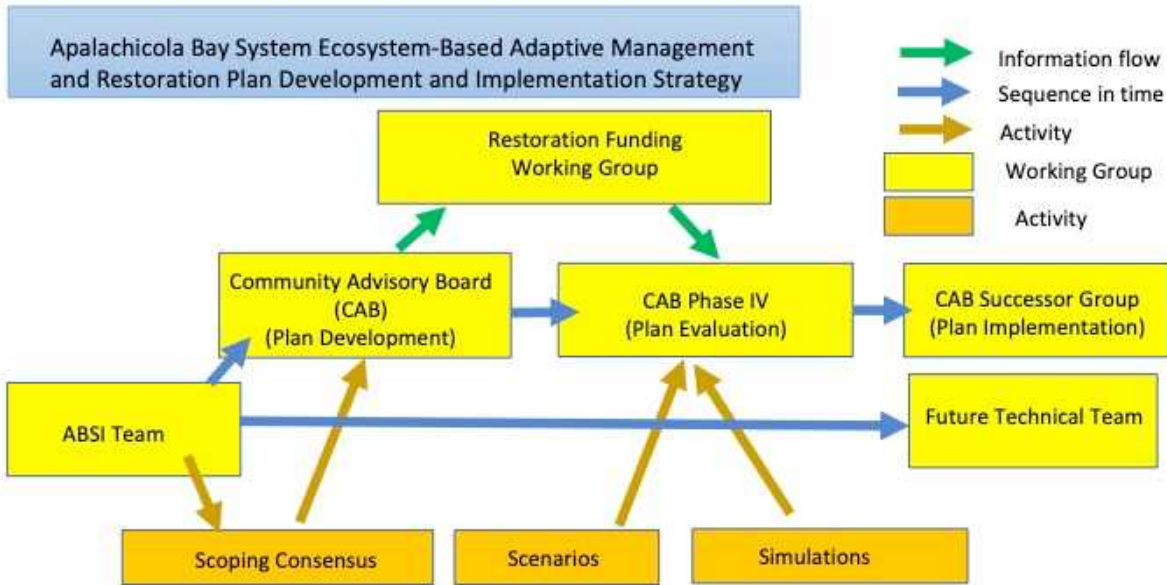 Apalachicola Bay System Ecosystem-Based Adaptive Management
and Restoration Plan Development and Implementation Strategy
Information flow
Sequence in time
Activity
Working Group
Activity
Restoration Funding
Working Group
Community Advisory Board
(CAB)
(Plan Development)
CAB Phase IV
(Plan Evaluation)
CAB Successor Group
(Plan Implementation)
ABSI Team
Future Technical Team
Scoping Consensus
Scenarios
Simulations